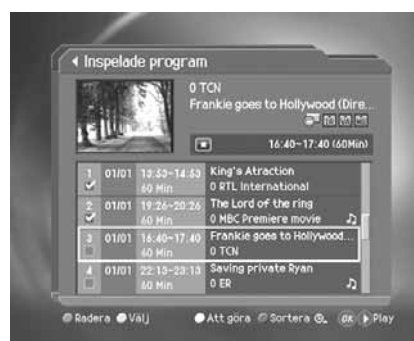 Inspelade program
0 TCN
Frankie goes to Hollywood (Dire...
16:40~17:40 (60Min)
1 01/01 13:53~14:53 King's Atraction
60 Min 0 RTL International
2 01/01 19:26~20:26 The Lord of the ring
60 Min 0 MBC Premiere movie
3 01/01 16:40~17:40 Frankie goes to Hollywood...
60 Min 0 TCN
4 01/01 22:13~23:13 Saving private Ryan
60 Min 0 ER
Radera Välj Att göra Sortera OK Play